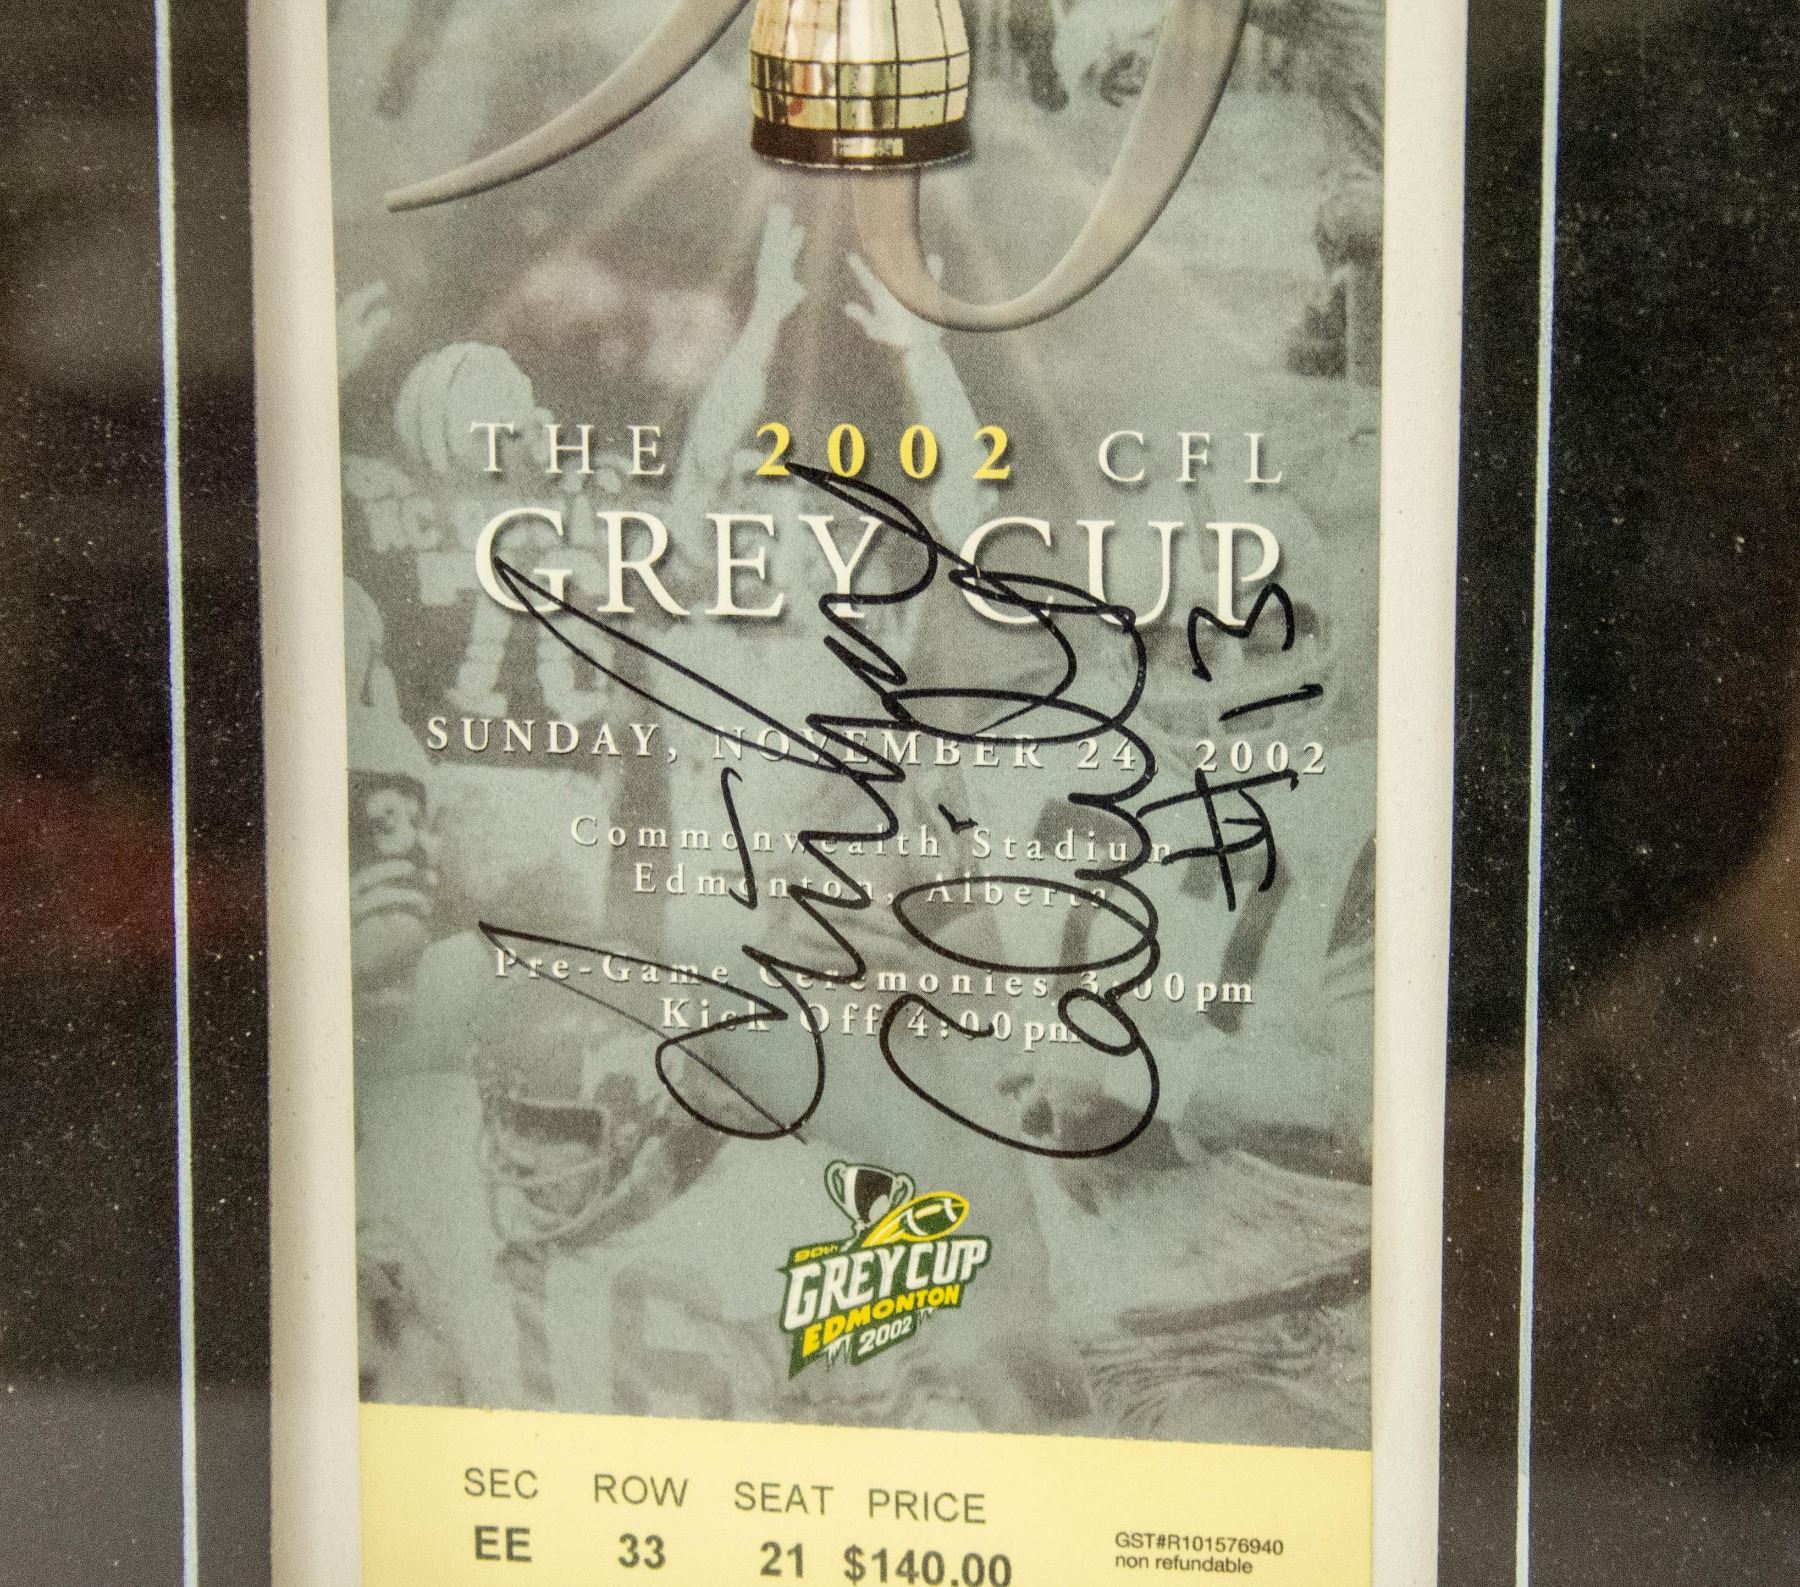 THE 2002 CFL
GREY CUP
SUNDAY, NOVEMBER 24, 2002
Commonwealth Stadium
Edmonton, Alberta
Pre-Game Ceremonies 3:00pm
Kick Off 4:00pm
#13
90th
GREY CUP
EDMONTON
2002
SEC ROW SEAT PRICE
EE 33 21 $140.00
GST#R101576940
non refundable